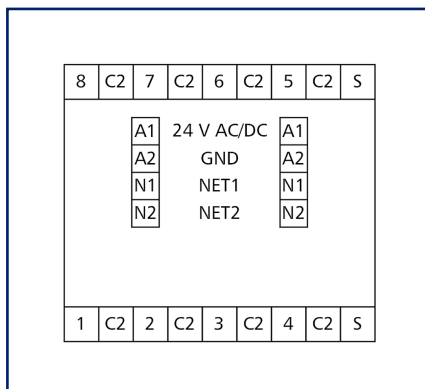 8 C2 7 C2 6 C2 5 C2 S
A1 24 V AC/DC A1
A2 GND A2
N1 NET1 N1
N2 NET2 N2
1 C2 2 C2 3 C2 4 C2 S